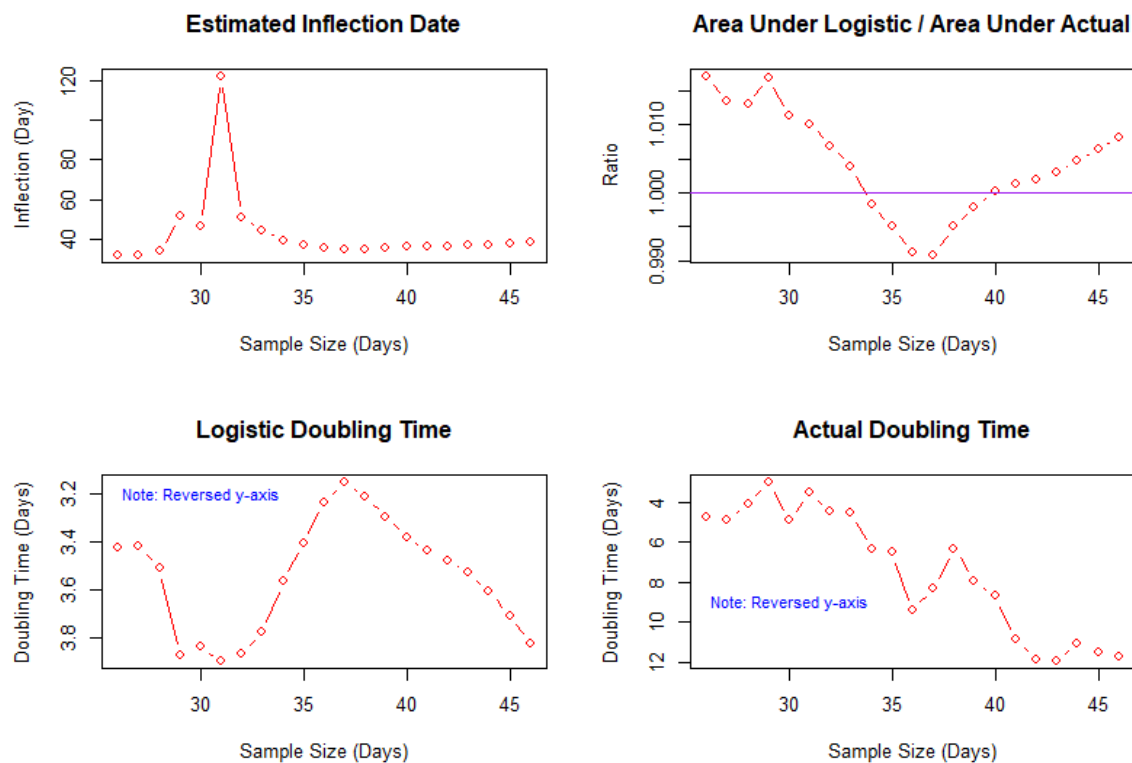 Estimated Inflection Date
Inflection (Day)
120
80
60
40
30
35
40
45
Sample Size (Days)
Area Under Logistic / Area Under Actual
Ratio
1.010
1.000
0.990
30
35
40
45
Sample Size (Days)
Logistic Doubling Time
Doubling Time (Days)
Note: Reversed y-axis
3.2
3.4
3.6
3.8
30
35
40
45
Sample Size (Days)
Actual Doubling Time
Doubling Time (Days)
4
6
8
Note: Reversed y-axis
10
12
30
35
40
45
Sample Size (Days)